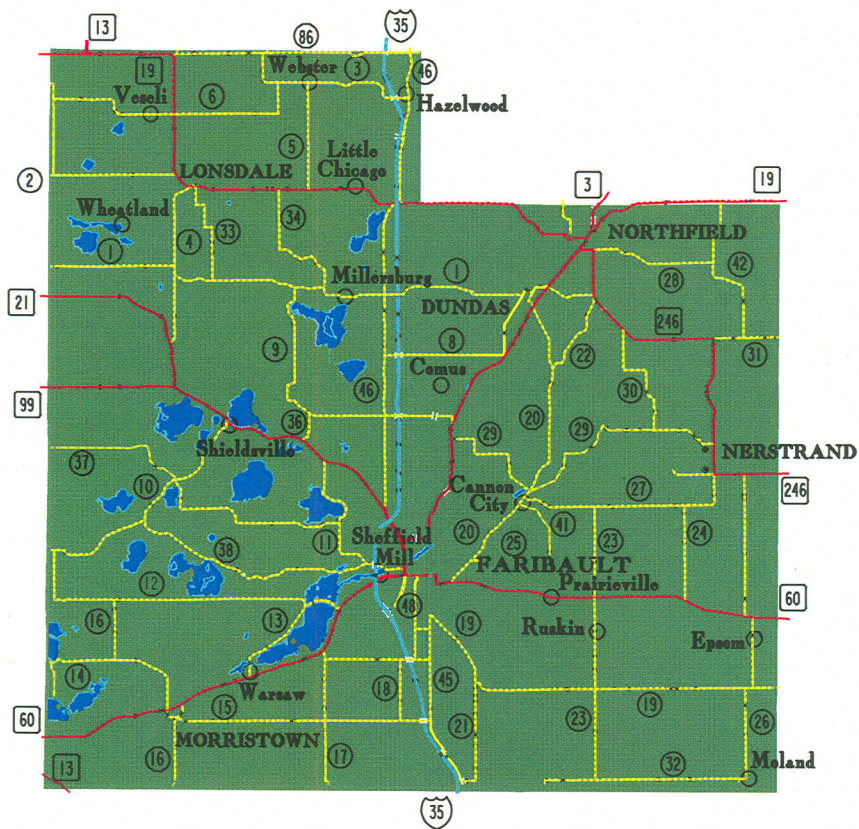 13
35
86
Webster
3
46
19
Veseli
6
Hazelwood
5
Little
Chicago
LONSDALE
2
3
19
Wheatland
1
4
33
34
NORTHFIELD
42
28
1
Millersburg
DUNDAS
21
246
8
22
31
9
Comus
46
30
99
36
20
29
29
Shieldsville
NERSTRAND
37
10
Cannon
City
27
246
11
Sheffield
Mill
20
25
41
23
24
38
FARIBAULT
12
Prairieville
60
48
16
13
19
Ruskin
Epsom
14
Warsaw
18
45
15
60
MORRISTOWN
21
23
19
26
13
16
17
32
Moland
35